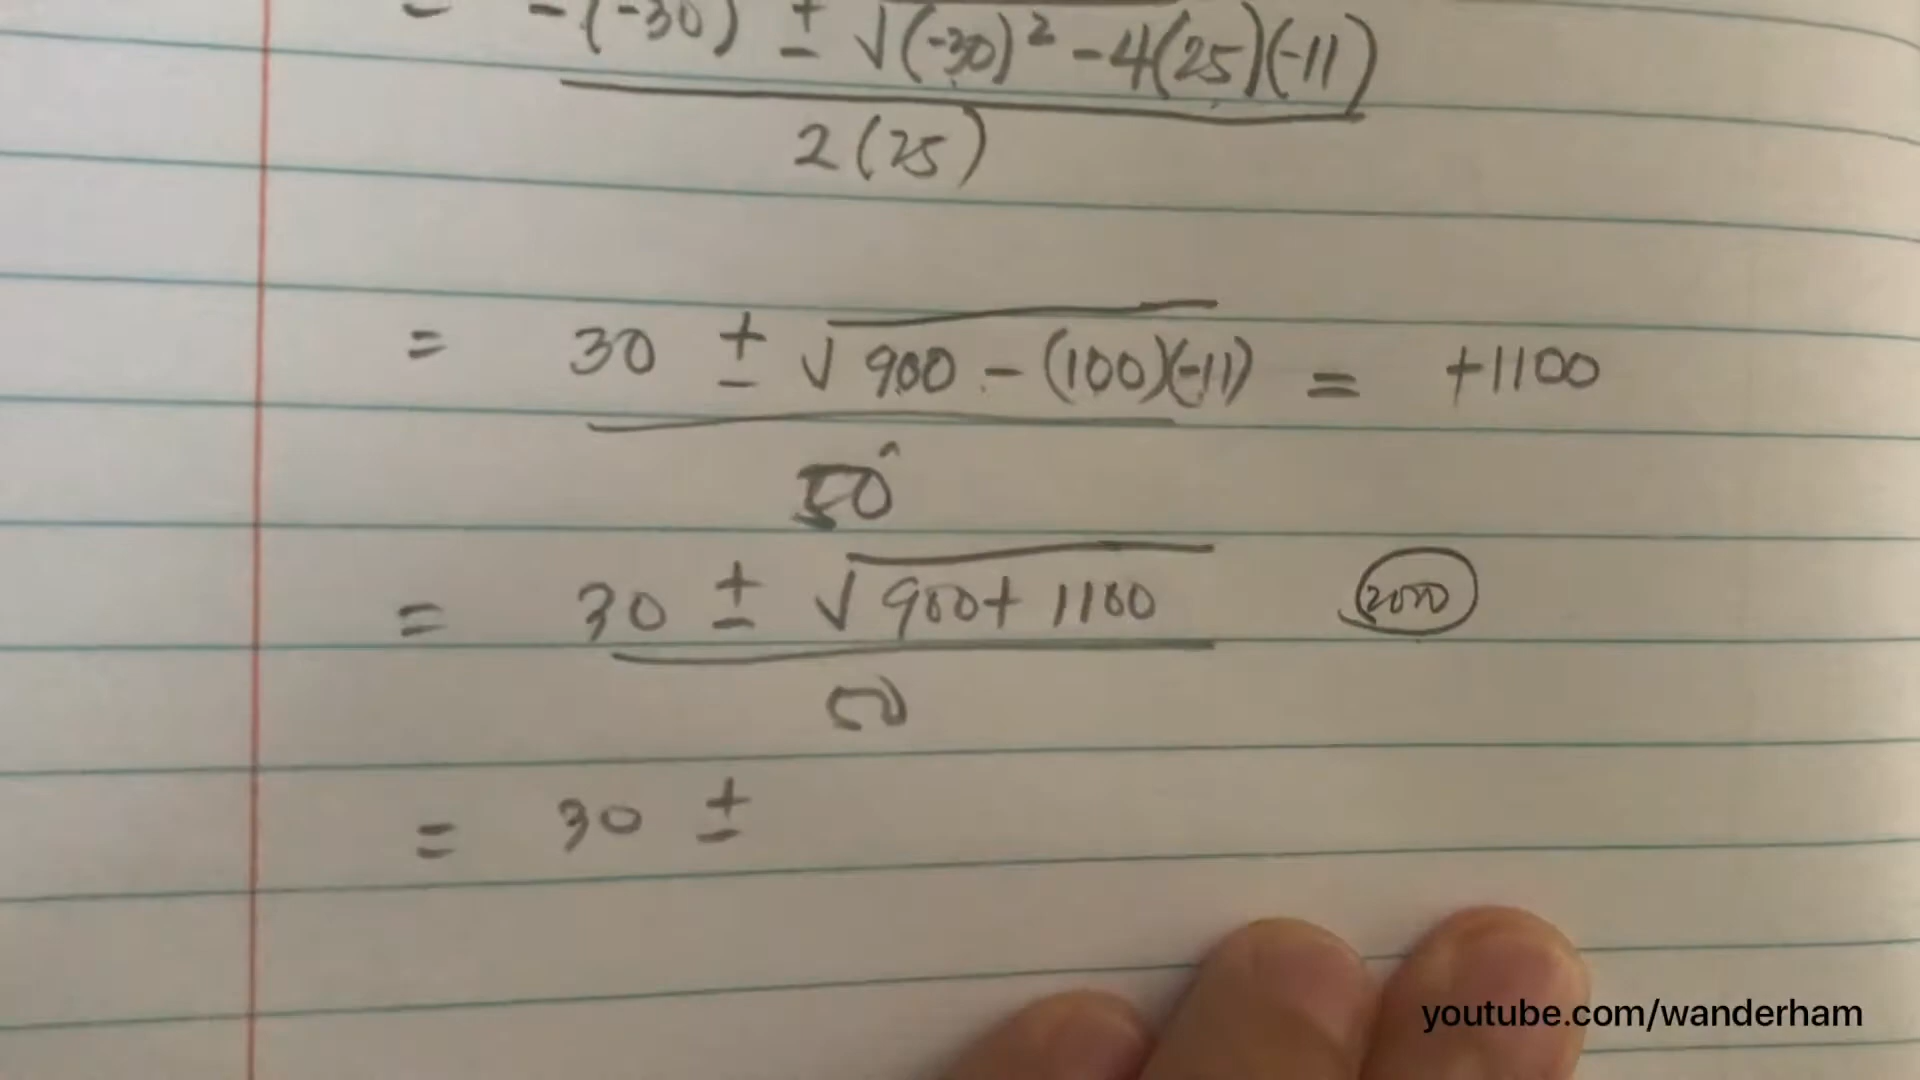 = -(-30) ± √(-30)² -4(25)(-11)
2(25)
= 30 ± √900 - (100)(-11) = +1100
50
= 30 ± √900+ 1100 2000
50
= 30 ±
youtube.com/wanderham